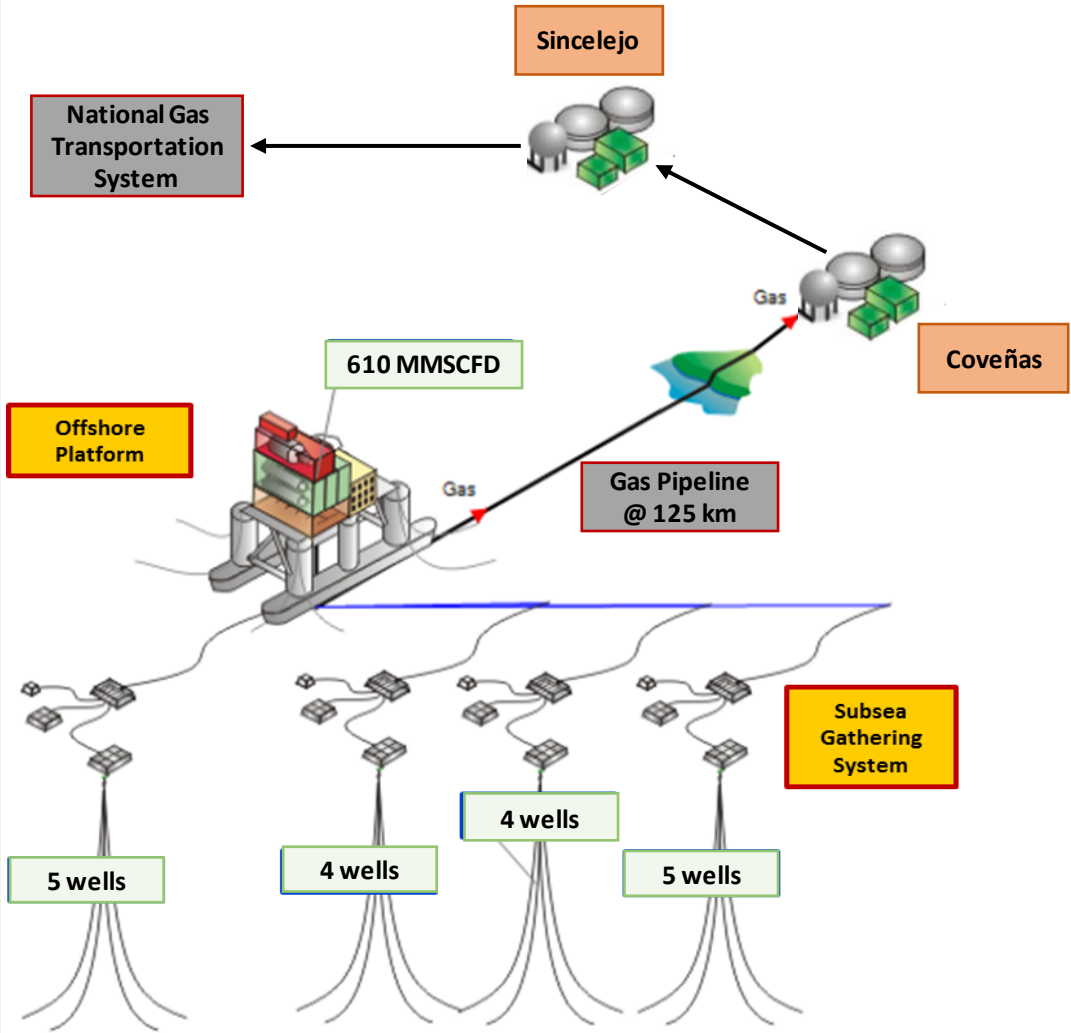 Sincelejo
National Gas
Transportation
System
Gas
Coveñas
610 MMSCFD
Offshore
Platform
Gas
Gas Pipeline
@ 125 km
Subsea
Gathering
System
4 wells
5 wells
4 wells
5 wells